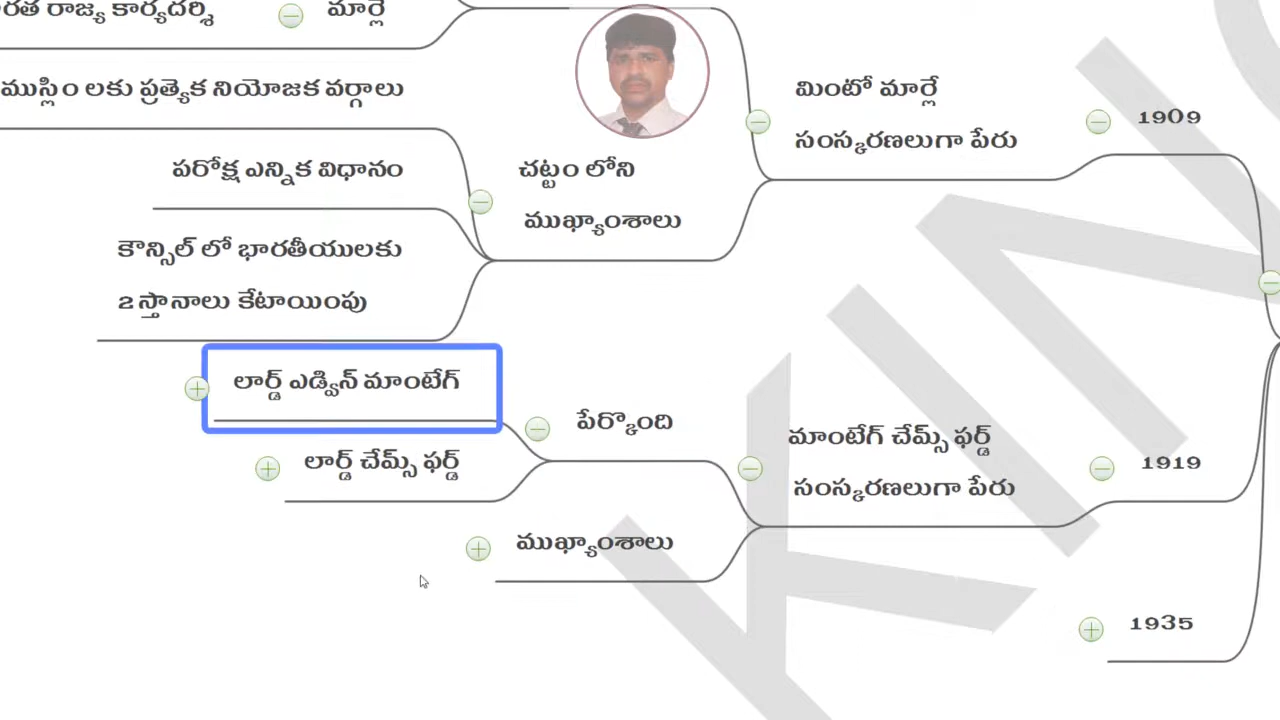 రాజ్య కార్యదర్శి
మార్లే
ముస్లిం లకు ప్రత్యేక నియోజక వర్గాలు
మింటో మార్లే
సంస్కరణలుగా పేరు
1909
పరోక్ష ఎన్నిక విధానం
చట్టం లోని
ముఖ్యాంశాలు
కౌన్సిల్ లో భారతీయులకు
2 స్తానాలు కేటాయింపు
లార్డ్ ఎడ్విన్ మాంటేగ్
పేర్కొంది
లార్డ్ చేమ్స్ ఫర్డ్
మాంటేగ్ చేమ్స్ ఫర్డ్
సంస్కరణలుగా పేరు
1919
ముఖ్యాంశాలు
1935